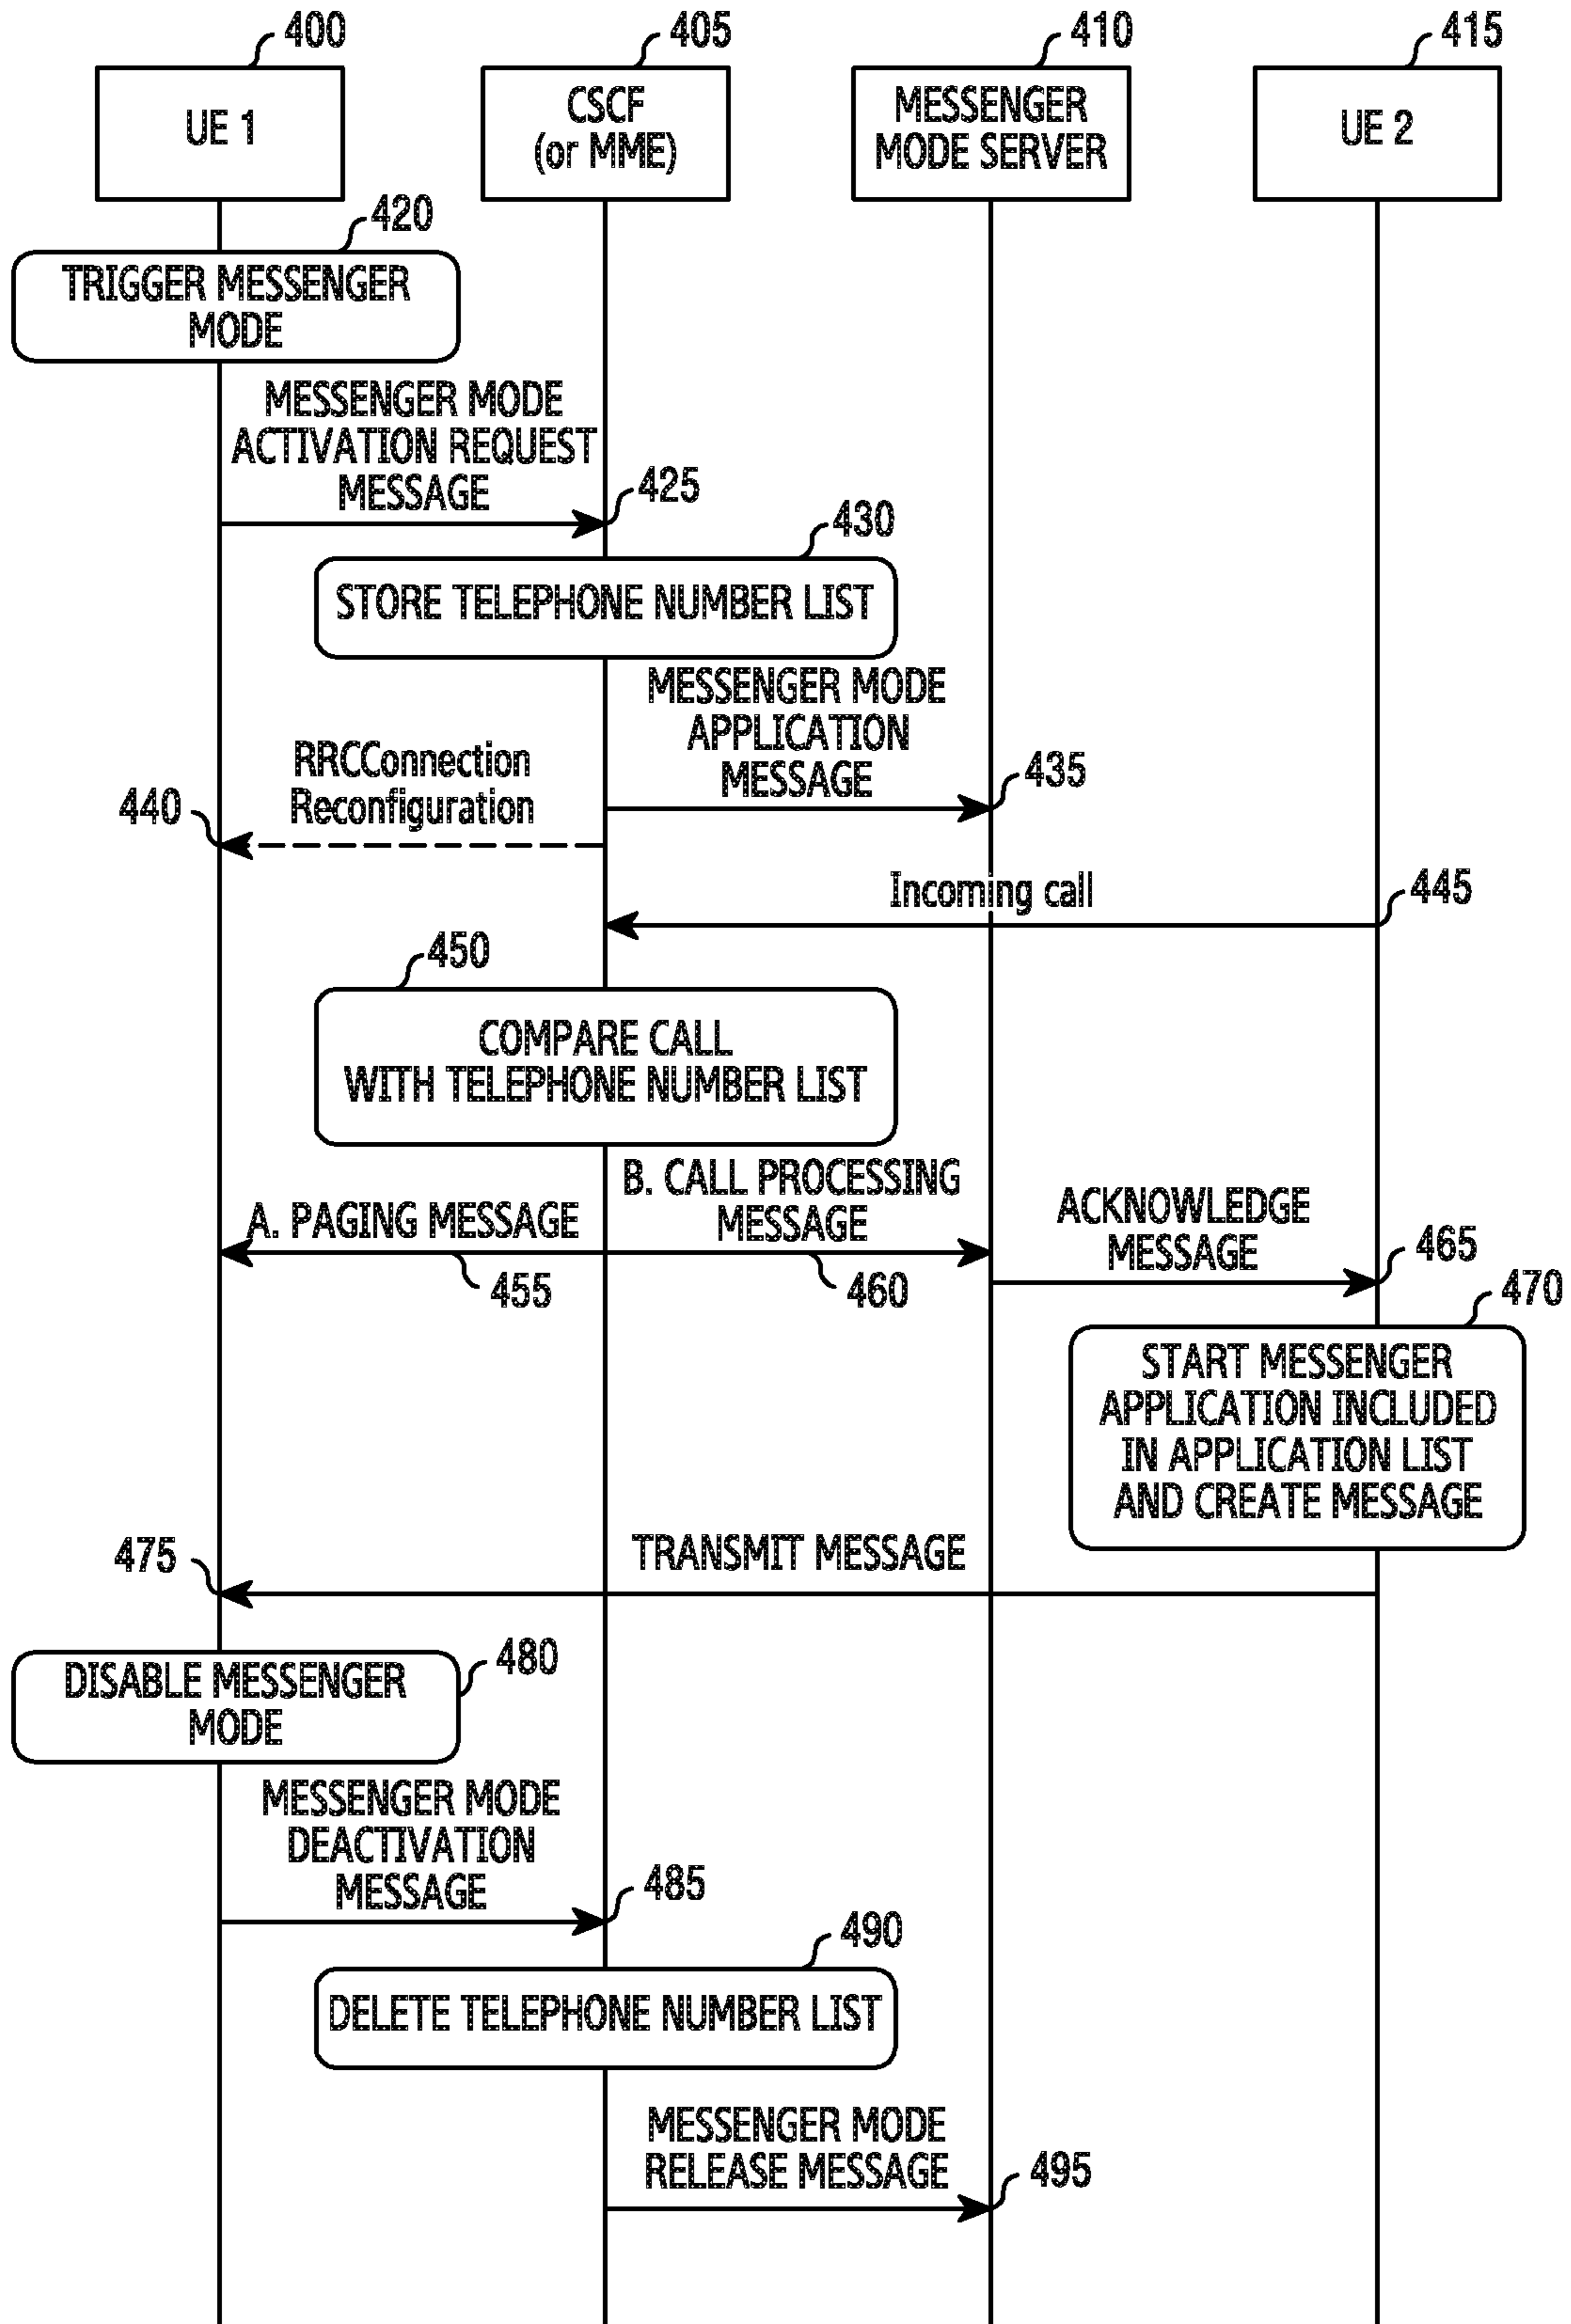 400
405
410
415
UE 1
CSCF
(or MME)
MESSENGER
MODE SERVER
UE 2
420
TRIGGER MESSENGER
MODE
MESSENGER MODE
ACTIVATION REQUEST
MESSAGE
425
430
STORE TELEPHONE NUMBER LIST
MESSENGER MODE
APPLICATION
MESSAGE
435
RRCConnection
Reconfiguration
440
Incoming call
445
450
COMPARE CALL
WITH TELEPHONE NUMBER LIST
A. PAGING MESSAGE
455
B. CALL PROCESSING
MESSAGE
460
ACKNOWLEDGE
MESSAGE
465
470
START MESSENGER
APPLICATION INCLUDED
IN APPLICATION LIST
AND CREATE MESSAGE
475
TRANSMIT MESSAGE
480
DISABLE MESSENGER
MODE
MESSENGER MODE
DEACTIVATION
MESSAGE
485
490
DELETE TELEPHONE NUMBER LIST
MESSENGER MODE
RELEASE MESSAGE
495